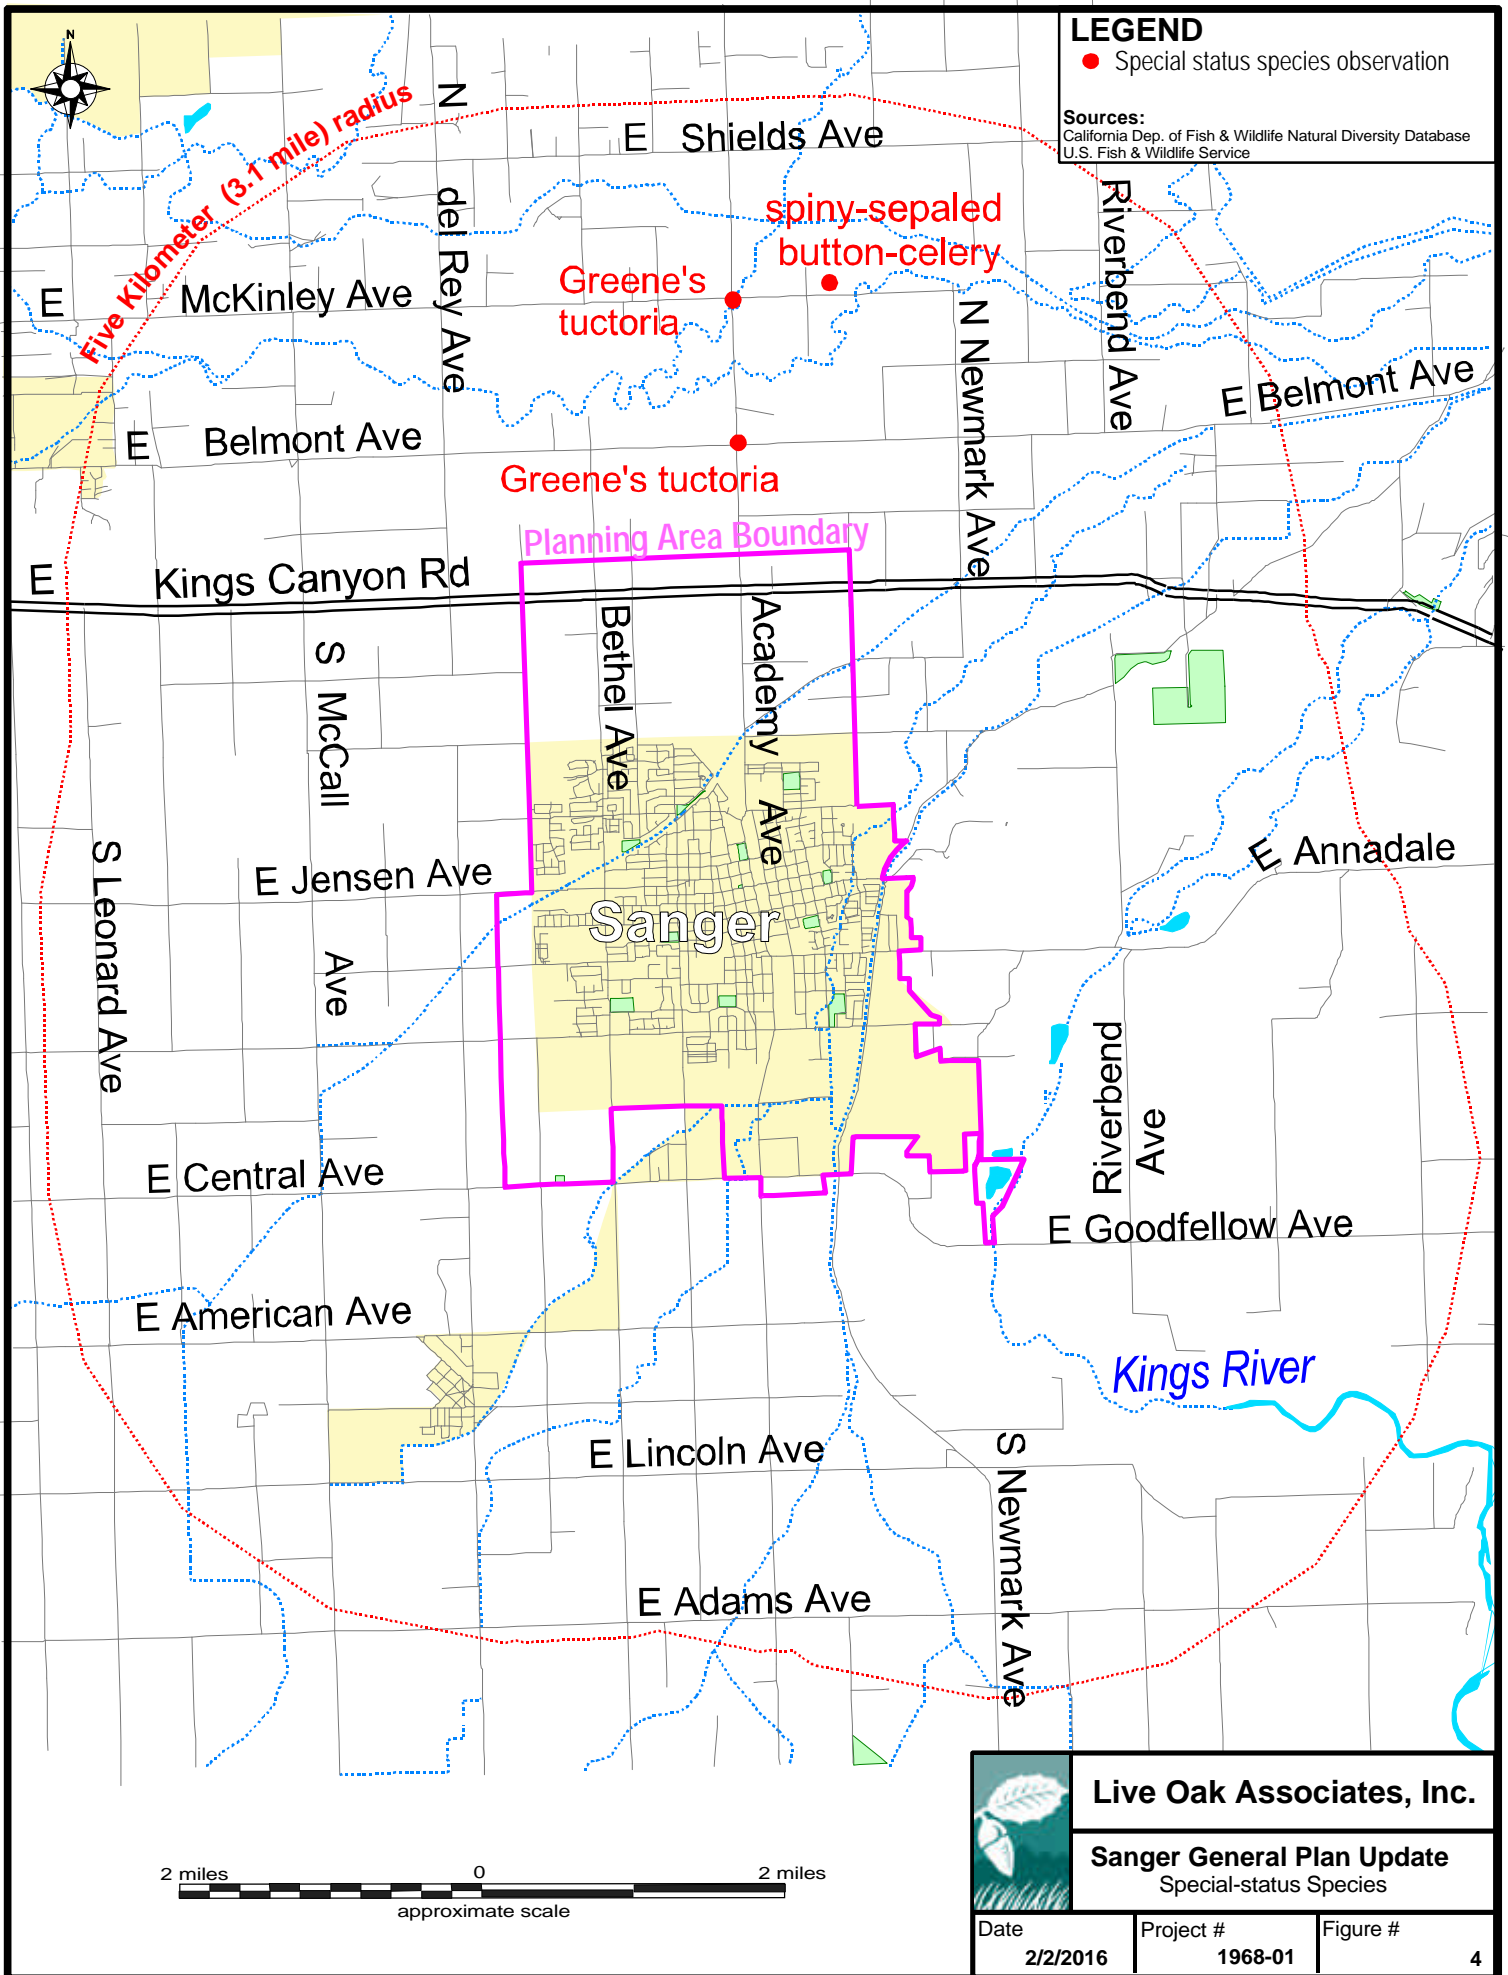 LEGEND
Special status species observation
Sources:
California Dep. of Fish & Wildlife Natural Diversity Database
U.S. Fish & Wildlife Service
N
Five Kilometer (3.1 mile) radius
N del Rey Ave
E Shields Ave
Riverbend Ave
spiny-sepaled
button-celery
Greene's
tuctoria
E McKinley Ave
N Newmark Ave
E Belmont Ave
E Belmont Ave
Greene's tuctoria
Planning Area Boundary
E Kings Canyon Rd
Bethel Ave
Academy Ave
S McCall Ave
S Leonard Ave
E Jensen Ave
E Annadale
Sanger
Riverbend
Ave
E Central Ave
E Goodfellow Ave
E American Ave
Kings River
E Lincoln Ave
S Newmark Ave
E Adams Ave
2 miles 0 2 miles
approximate scale
Live Oak Associates, Inc.
Sanger General Plan Update
Special-status Species
Date Project # Figure #
2/2/2016 1968-01 4